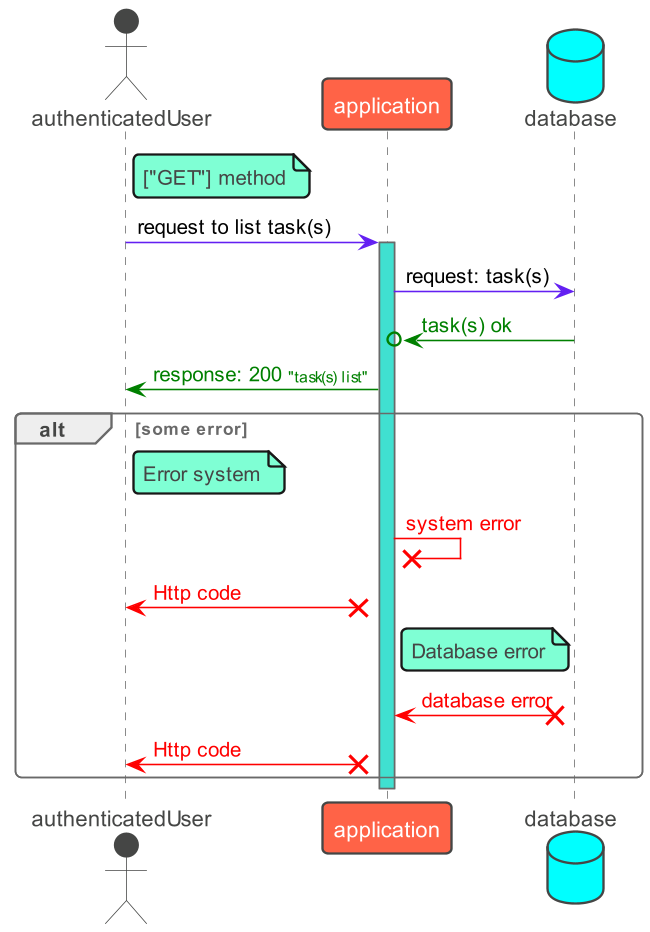 authenticatedUser
application
database
["GET"] method
request to list task(s)
request: task(s)
task(s) ok
response: 200 "task(s) list"
alt
[some error]
Error system
system error
Http code
Database error
database error
Http code
authenticatedUser
application
database